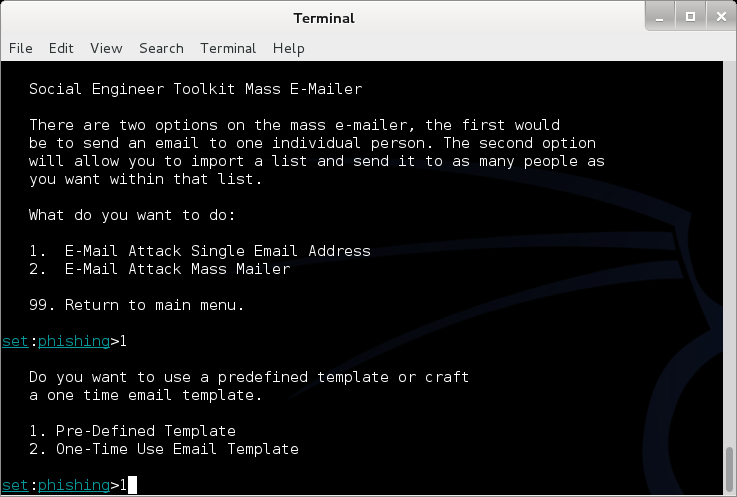 Terminal
File Edit View Search Terminal Help
Social Engineer Toolkit Mass E-Mailer
There are two options on the mass e-mailer, the first would
be to send an email to one individual person. The second option
will allow you to import a list and send it to as many people as
you want within that list.
What do you want to do:
1.  E-Mail Attack Single Email Address
2.  E-Mail Attack Mass Mailer
99. Return to main menu.
set:phishing>1
Do you want to use a predefined template or craft
a one time email template.
1. Pre-Defined Template
2. One-Time Use Email Template
set:phishing>1